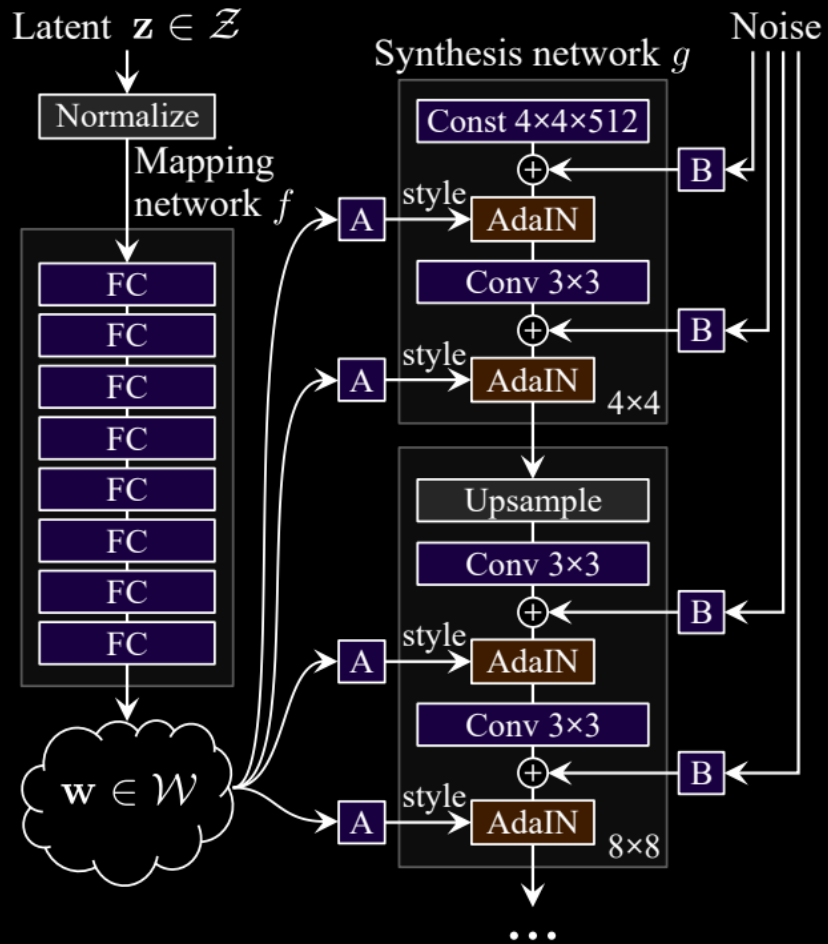 Latent z ∈ 𝒵
Normalize
Mapping
network f
FC
FC
FC
FC
FC
FC
FC
FC
w ∈ 𝒲
Synthesis network g
Noise
Const 4×4×512
+
B
A
style
AdaIN
Conv 3×3
+
B
A
style
AdaIN
4×4
Upsample
Conv 3×3
+
B
A
style
AdaIN
Conv 3×3
+
B
A
style
AdaIN
8×8
...